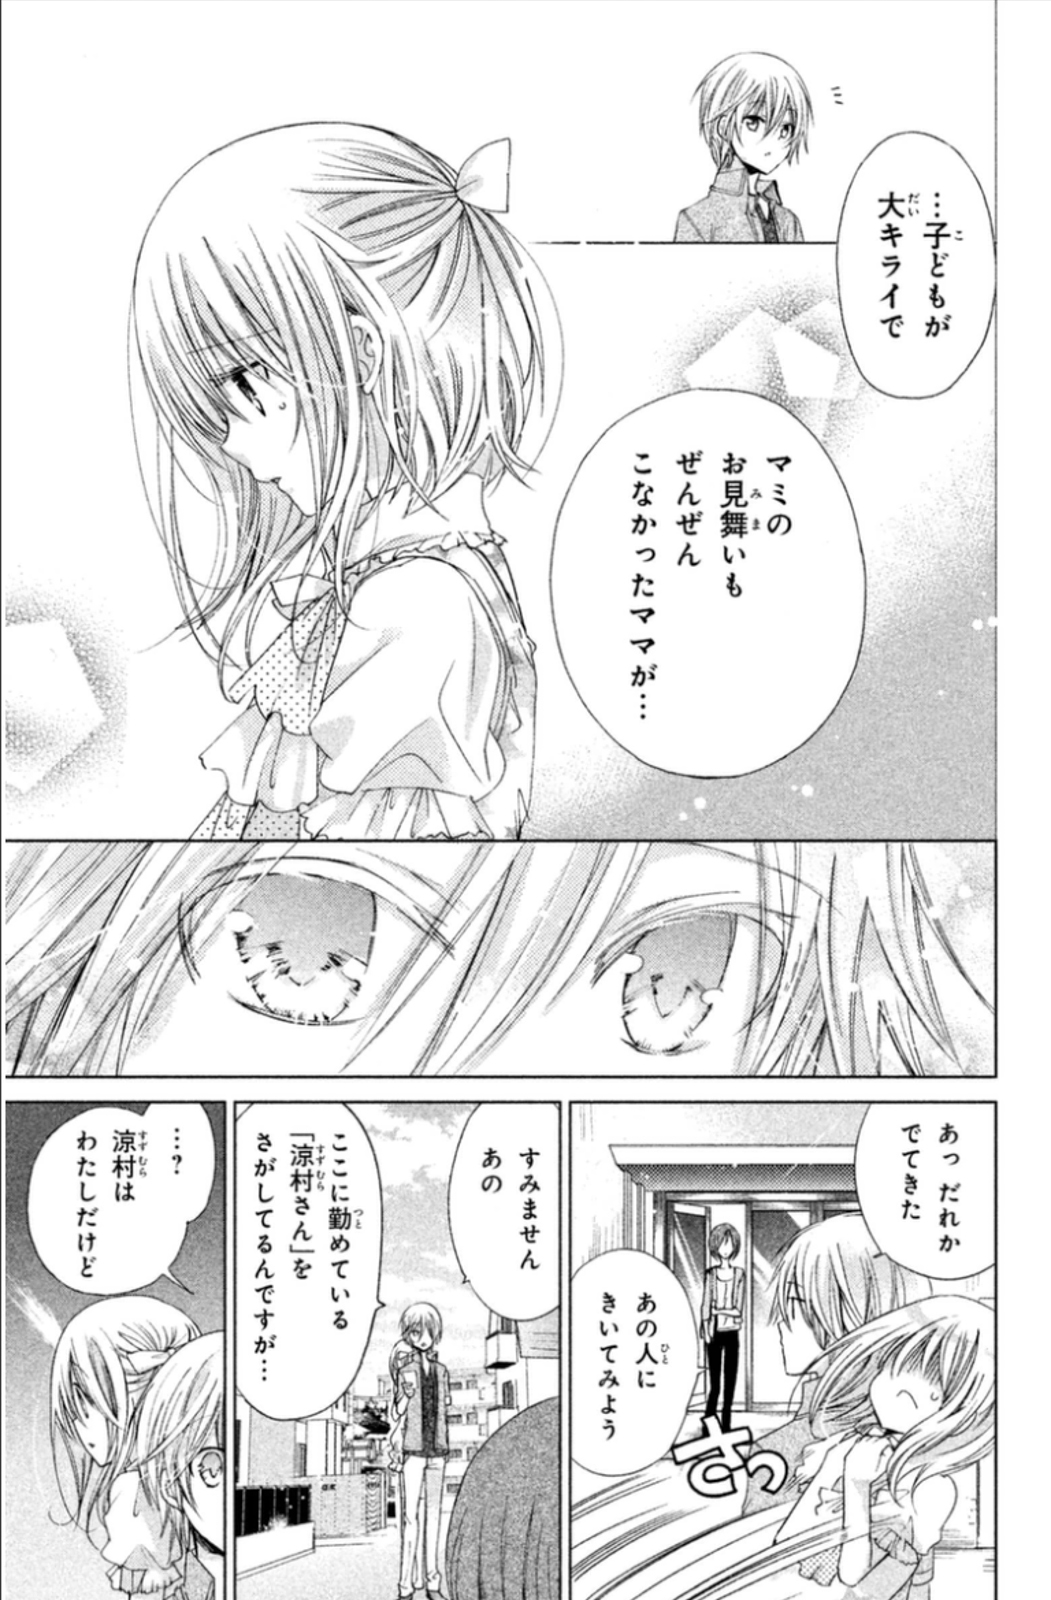 …子どもが
大キライで
マミの
お見舞いも
ぜんぜん
こなかったママが…
あっ だれか
でてきた
あの人に
きいてみよう
さっ
すみません
あの
ここに勤めている
「涼村さん」を
さがしてるんですが…
…?
涼村は
わたしだけど